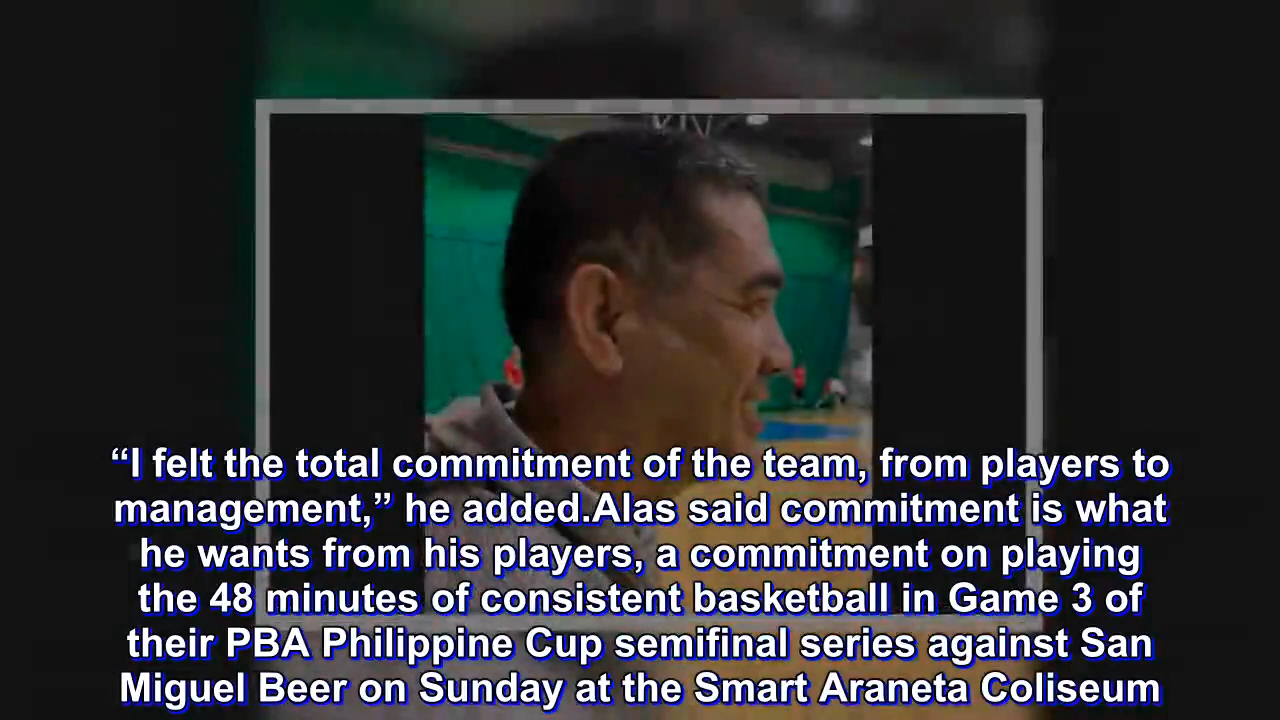 “I felt the total commitment of the team, from players to
management,” he added.Alas said commitment is what
he wants from his players, a commitment on playing
the 48 minutes of consistent basketball in Game 3 of
their PBA Philippine Cup semifinal series against San
Miguel Beer on Sunday at the Smart Araneta Coliseum